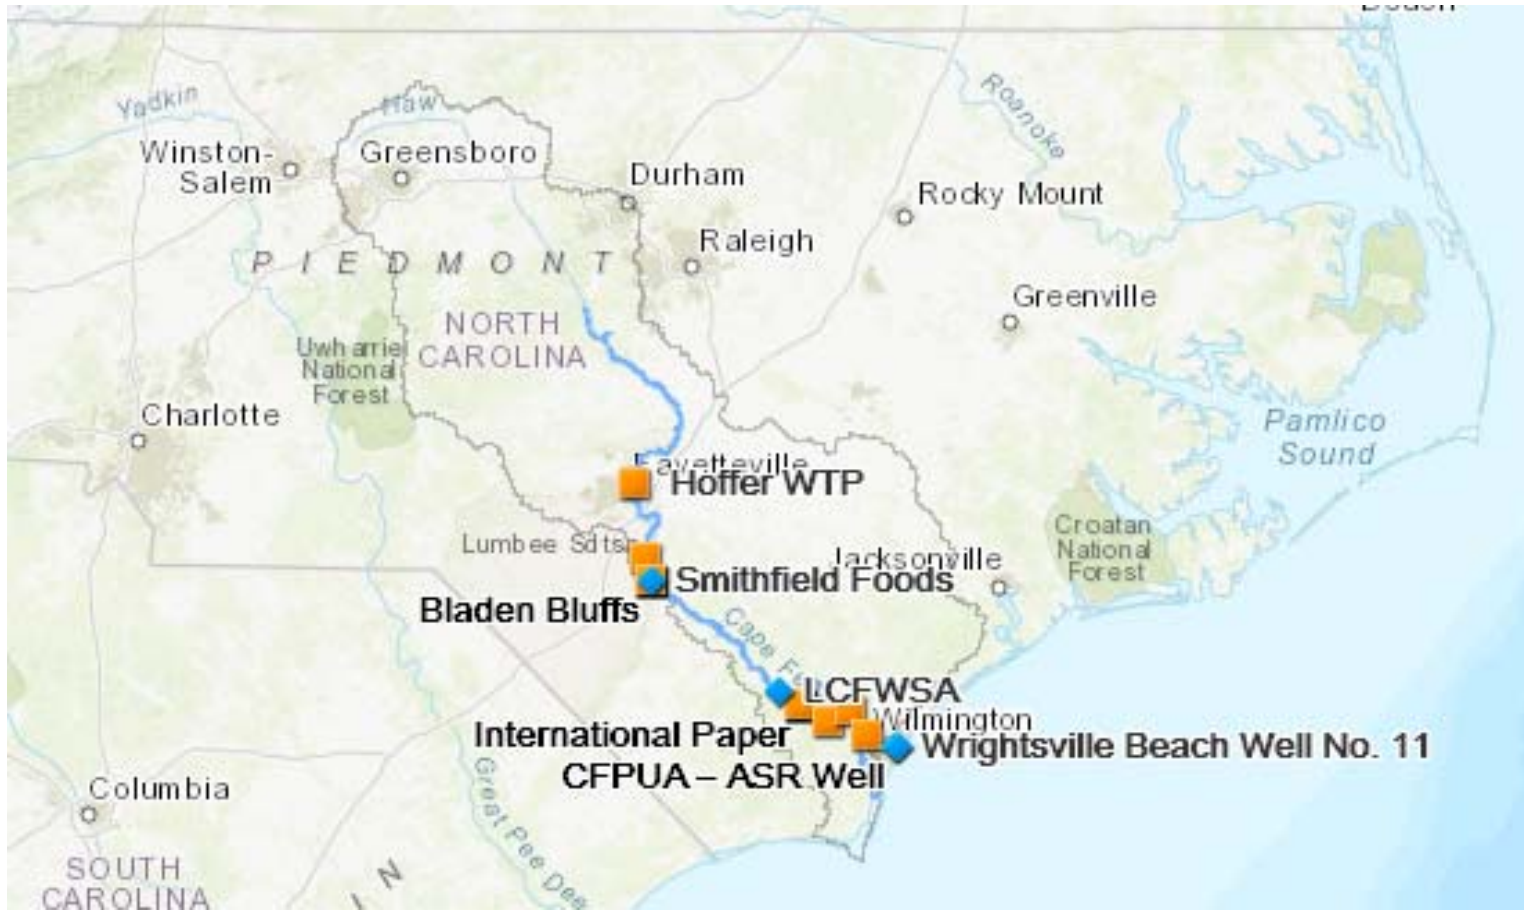 Yadkin
Haw
Roanoke
Winston-
Salem
Greensboro
Durham
Rocky Mount
Raleigh
PIEDMONT
Greenville
NORTH
CAROLINA
Uwharrie
National
Forest
Charlotte
Pamlico
Sound
Fayetteville
Hoffer WTP
Croatan
National
Forest
Lumbee
Jacksonville
Smithfield Foods
Bladen Bluffs
Cape Fear
LCFWSA
Wilmington
International Paper
Wrightsville Beach Well No. 11
CFPUA – ASR Well
Columbia
Great Pee Dee
SOUTH
CAROLINA
N